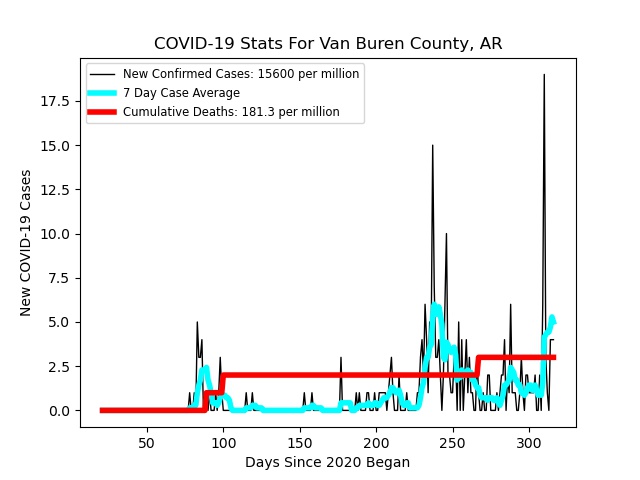 COVID-19 Stats For Van Buren County, AR
New Confirmed Cases: 15600 per million
7 Day Case Average
Cumulative Deaths: 181.3 per million
New COVID-19 Cases
17.5
15.0
12.5
10.0
7.5
5.0
2.5
0.0
50 100 150 200 250 300
Days Since 2020 Began